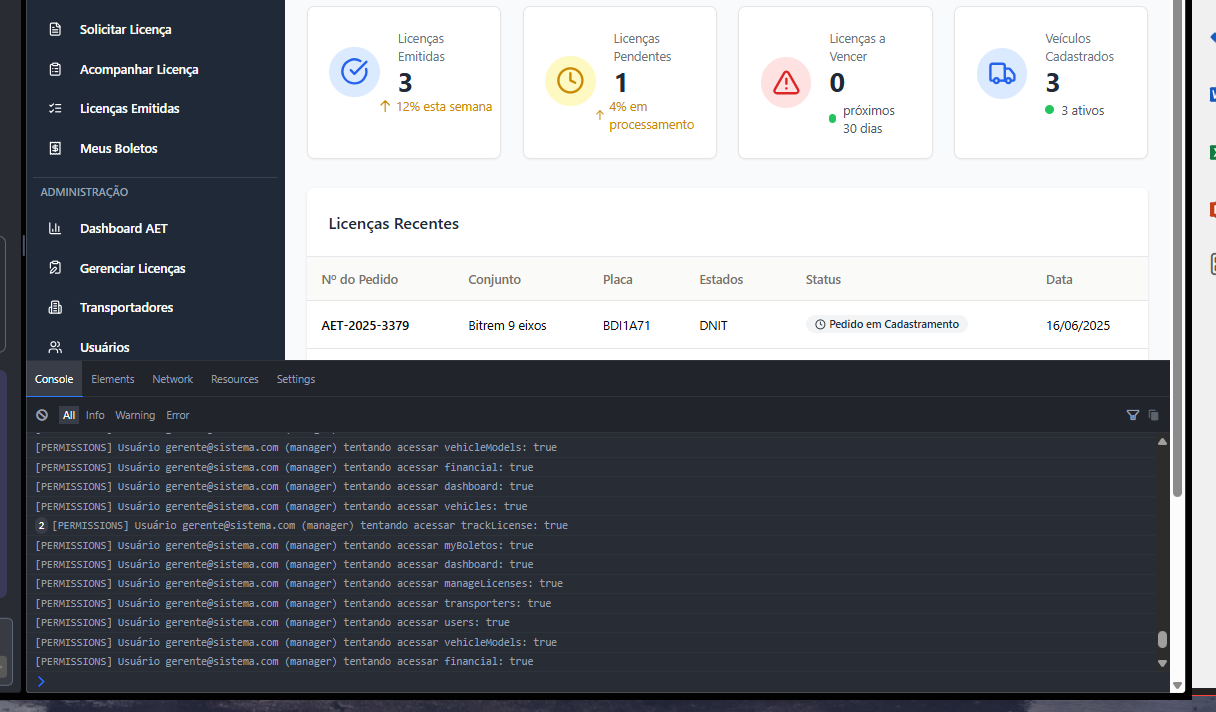 Solicitar Licença
Acompanhar Licença
Licenças Emitidas
Meus Boletos
ADMINISTRAÇÃO
Dashboard AET
Gerenciar Licenças
Transportadores
Usuários
Licenças
Emitidas
3
12% esta semana
Licenças
Pendentes
1
4% em
processamento
Licenças a
Vencer
0
próximos
30 dias
Veículos
Cadastrados
3
3 ativos
Licenças Recentes
Nº do Pedido Conjunto Placa Estados Status Data
AET-2025-3379 Bitrem 9 eixos BDI1A71 DNIT Pedido em Cadastramento 16/06/2025
Console Elements Network Resources Settings
All Info Warning Error
[PERMISSIONS] Usuário gerente@sistema.com (manager) tentando acessar vehicleModels: true
[PERMISSIONS] Usuário gerente@sistema.com (manager) tentando acessar financial: true
[PERMISSIONS] Usuário gerente@sistema.com (manager) tentando acessar dashboard: true
[PERMISSIONS] Usuário gerente@sistema.com (manager) tentando acessar vehicles: true
2 [PERMISSIONS] Usuário gerente@sistema.com (manager) tentando acessar trackLicense: true
[PERMISSIONS] Usuário gerente@sistema.com (manager) tentando acessar myBoletos: true
[PERMISSIONS] Usuário gerente@sistema.com (manager) tentando acessar dashboard: true
[PERMISSIONS] Usuário gerente@sistema.com (manager) tentando acessar manageLicenses: true
[PERMISSIONS] Usuário gerente@sistema.com (manager) tentando acessar transporters: true
[PERMISSIONS] Usuário gerente@sistema.com (manager) tentando acessar users: true
[PERMISSIONS] Usuário gerente@sistema.com (manager) tentando acessar vehicleModels: true
[PERMISSIONS] Usuário gerente@sistema.com (manager) tentando acessar financial: true